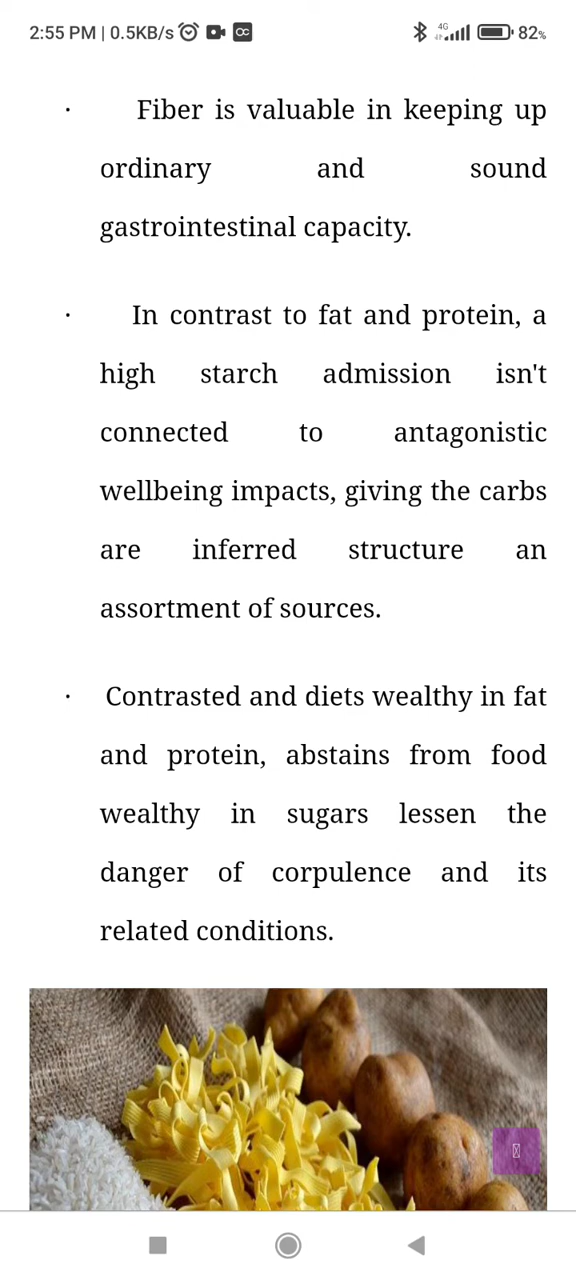 2:55 PM | 0.5KB/s
4G 82%
· Fiber is valuable in keeping up
ordinary and sound
gastrointestinal capacity.
· In contrast to fat and protein, a
high starch admission isn't
connected to antagonistic
wellbeing impacts, giving the carbs
are inferred structure an
assortment of sources.
· Contrasted and diets wealthy in fat
and protein, abstains from food
wealthy in sugars lessen the
danger of corpulence and its
related conditions.